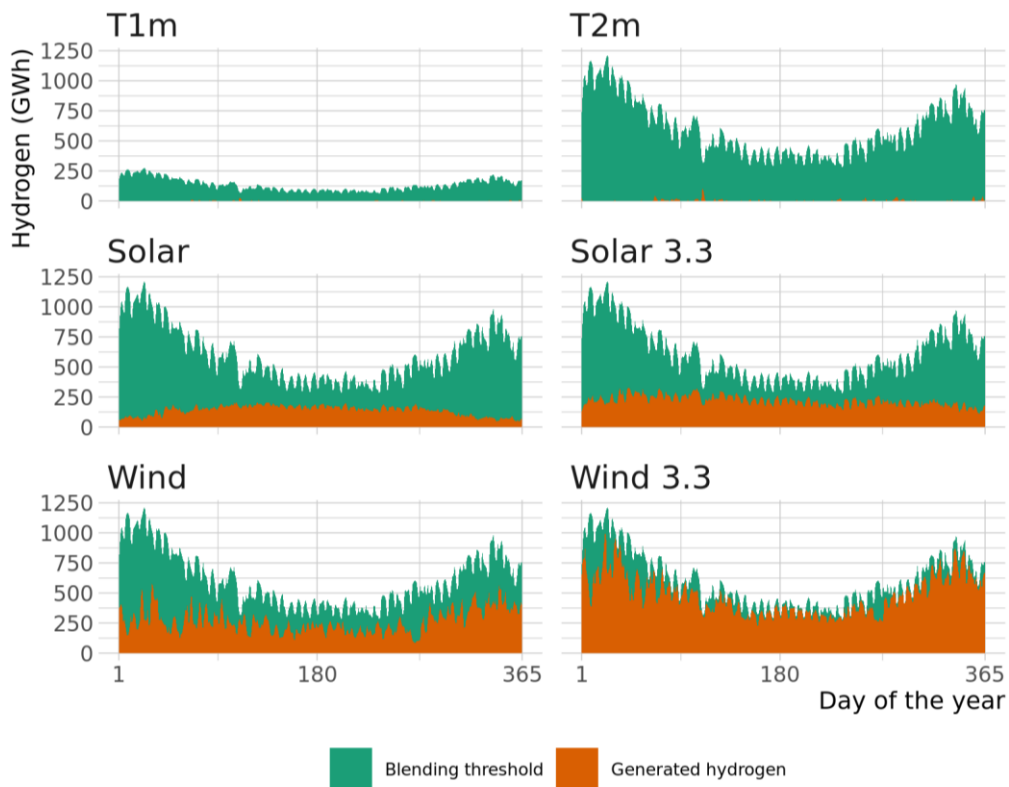 T1m
T2m
Hydrogen (GWh)
1250
1000
750
500
250
0
Solar
Solar 3.3
1250
1000
750
500
250
0
Wind
Wind 3.3
1250
1000
750
500
250
0
1 180 365
1 180 365
Day of the year
Blending threshold
Generated hydrogen